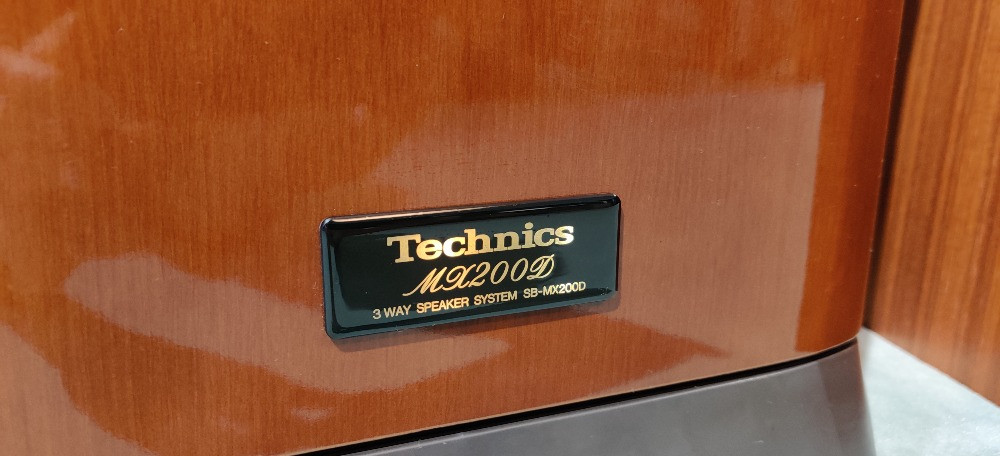 Technics
MX200D
3 WAY SPEAKER SYSTEM SB-MX200D